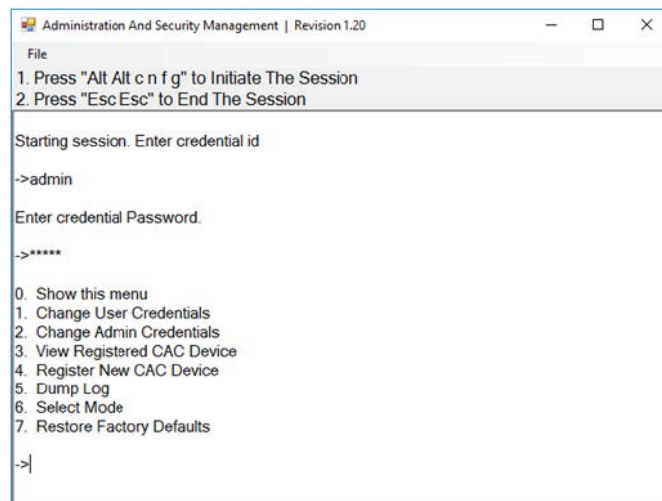 Administration And Security Management | Revision 1.20
File
1. Press "Alt Alt c n f g" to Initiate The Session
2. Press "Esc Esc" to End The Session
Starting session. Enter credential id
->admin
Enter credential Password.
->*****
0. Show this menu
1. Change User Credentials
2. Change Admin Credentials
3. View Registered CAC Device
4. Register New CAC Device
5. Dump Log
6. Select Mode
7. Restore Factory Defaults
->